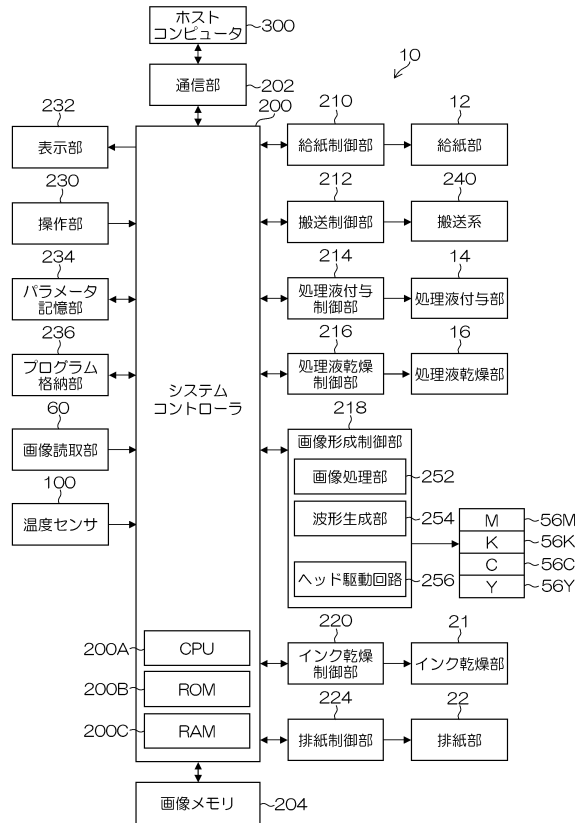 ホスト
コンピュータ
300
10
通信部
202
232
200
210
12
表示部
給紙制御部
給紙部
230
212
240
操作部
搬送制御部
搬送系
234
214
14
パラメータ
記憶部
処理液付与
制御部
処理液付与部
236
216
16
プログラム
格納部
処理液乾燥
制御部
処理液乾燥部
システム
コントローラ
60
218
画像読取部
画像形成制御部
画像処理部
252
100
温度センサ
波形生成部
254
M
56M
K
56K
C
56C
Y
56Y
ヘッド駆動回路
256
220
21
200A
CPU
インク乾燥
制御部
インク乾燥部
200B
ROM
224
22
200C
RAM
排紙制御部
排紙部
画像メモリ
204